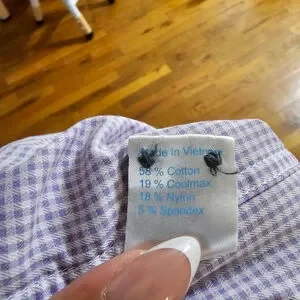 Made In Vietnam
58 % Cotton
19 % Coolmax
18 % Nylon
5 % Spandex